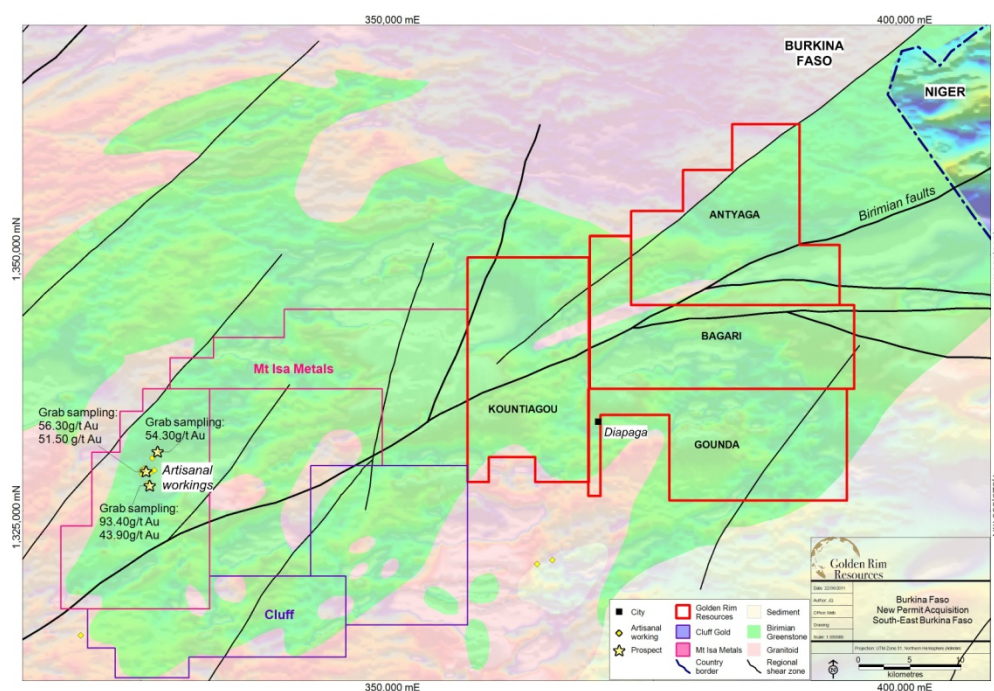 350,000 mE
400,000 mE
BURKINA
FASO
NIGER
Birimian faults
ANTYAGA
1,350,000 mN
BAGARI
Mt Isa Metals
KOUNTIAGOU
Grab sampling:
56.30g/t Au
51.50 g/t Au
Grab sampling:
54.30g/t Au
Diapaga
GOUNDA
Artisanal
workings
Grab sampling:
93.40g/t Au
43.90g/t Au
1,325,000 mN
Cluff
City
Artisanal
working
Prospect
Golden Rim
Resources
Cluff Gold
Mt Isa Metals
Country
border
Sediment
Birimian
Greenstone
Granitoid
Regional
shear zone
Golden Rim
Resources
Author: JG
Drawing:
Burkina Faso
New Permit Acquisition
South-East Burkina Faso
N
0 5 10
kilometres
350,000 mE
400,000 mE